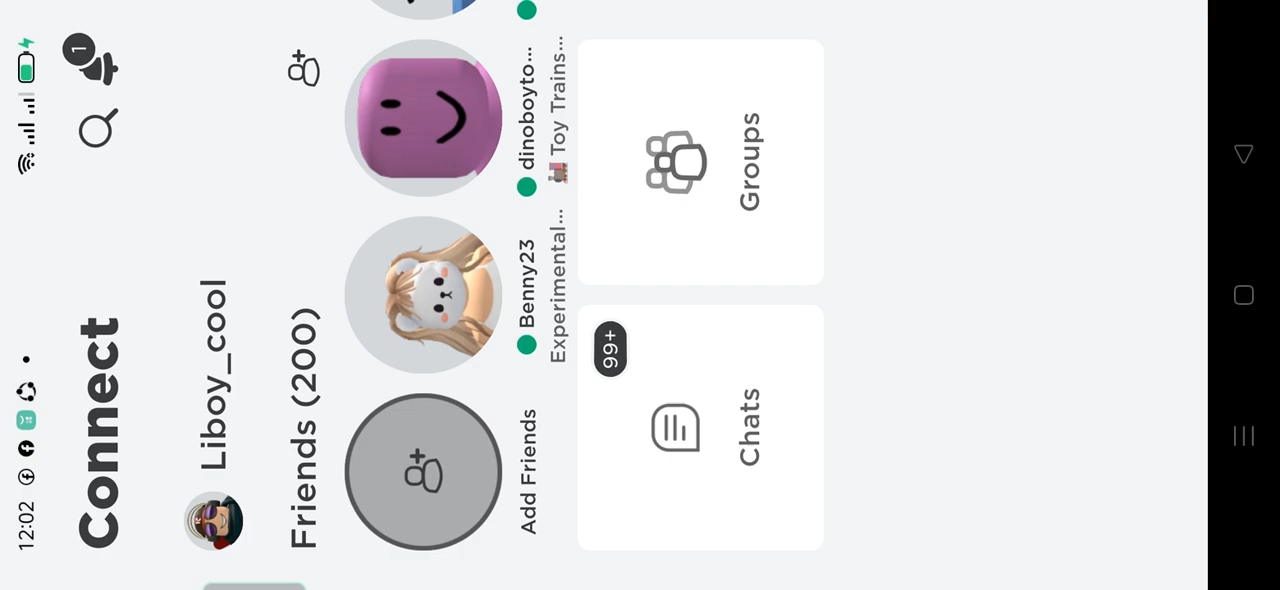 12:02
1
Connect
Liboy_cool
Friends (200)
Add Friends
Benny23
Experimental...
dinoboyto...
Toy Trains...
99+
Chats
Groups